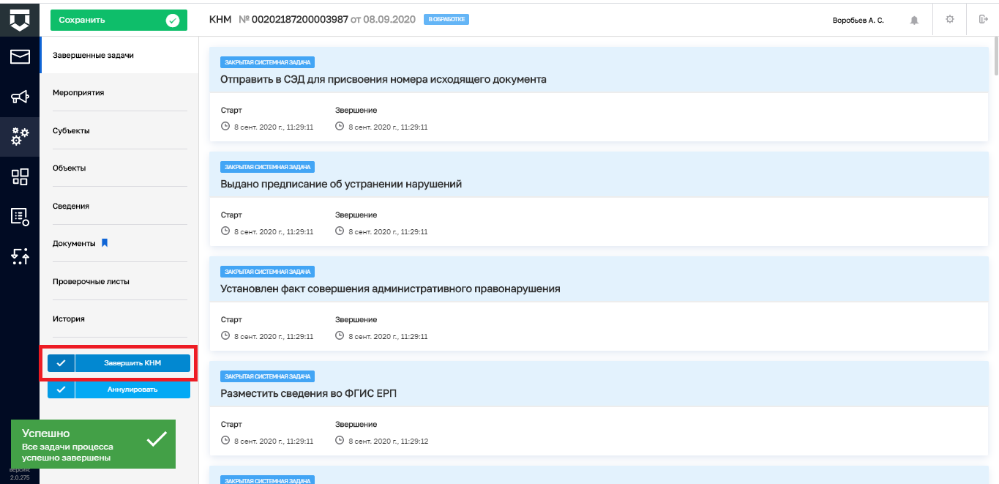 Сохранить
КНМ № 00202187200003987 от 08.09.2020 В ОБРАБОТКЕ
Воробьев А. С.
Завершенные задачи
Мероприятия
Субъекты
Объекты
Сведения
Документы
Проверочные листы
История
Завершить КНМ
Аннулировать
Успешно
Все задачи процесса
успешно завершены
версия:
2.0.275
ЗАКРЫТАЯ СИСТЕМНАЯ ЗАДАЧА
Отправить в СЭД для присвоения номера исходящего документа
Старт Звершение
8 сент. 2020 г., 11:29:11 8 сент. 2020 г., 11:29:11
ЗАКРЫТАЯ СИСТЕМНАЯ ЗАДАЧА
Выдано предписание об устранении нарушений
Старт Звершение
8 сент. 2020 г., 11:29:11 8 сент. 2020 г., 11:29:11
ЗАКРЫТАЯ СИСТЕМНАЯ ЗАДАЧА
Установлен факт совершения административного правонарушения
Старт Звершение
8 сент. 2020 г., 11:29:11 8 сент. 2020 г., 11:29:11
ЗАКРЫТАЯ СИСТЕМНАЯ ЗАДАЧА
Разместить сведения во ФГИС ЕРП
Старт Звершение
8 сент. 2020 г., 11:29:11 8 сент. 2020 г., 11:29:12
ЗАКРЫТАЯ СИСТЕМНАЯ ЗАДАЧА